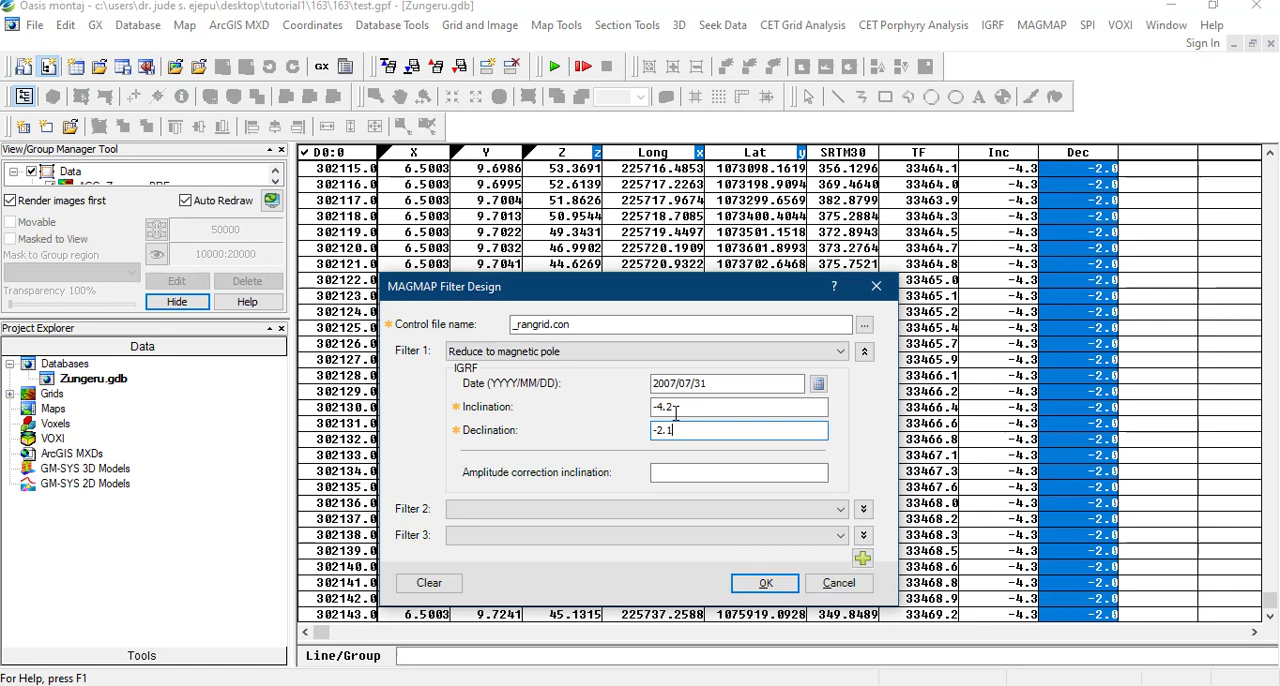 Oasis montaj - c:\users\dr. jude s. ejepu\desktop\tutorial1\163\163\test.gpf - [Zungeru.gdb]
File Edit GX Database Map ArcGIS MXD Coordinates Database Tools Grid and Image Map Tools Section Tools 3D Seek Data CET Grid Analysis CET Porphyry Analysis IGRF MAGMAP SPI VOXI Window Help
Sign In
GX
View/Group Manager Tool
Data
Render images first Auto Redraw
Movable 50000
Masked to View
Mask to Group region 10000:20000
Transparency 100% Edit Delete
Hide Help
Project Explorer
Data
Databases
Zungeru.gdb
Grids
Maps
Voxels
VOXI
ArcGIS MXDs
GM-SYS 3D Models
GM-SYS 2D Models
Tools
For Help, press F1
D0:0 X Y Z z Long x Lat y SRTM30 TF Inc Dec
302115.0 6.5003 9.6986 53.3691 225716.4853 1073098.1619 356.1296 33464.1 -4.3 -2.0
302116.0 6.5003 9.6995 52.6139 225717.2263 1073198.9094 369.4640 33464.0 -4.3 -2.0
302117.0 6.5003 9.7004 51.8626 225717.9674 1073299.6569 382.8799 33463.9 -4.3 -2.0
302118.0 6.5003 9.7013 50.9544 225718.7085 1073400.4044 375.2884 33464.3 -4.3 -2.0
302119.0 6.5003 9.7022 49.3431 225719.4497 1073501.1518 372.8943 33464.5 -4.3 -2.0
302120.0 6.5003 9.7032 46.9902 225720.1909 1073601.8993 373.2764 33464.7 -4.3 -2.0
302121.0 6.5003 9.7041 44.6269 225720.9322 1073702.6468 375.7521 33464.8 -4.3 -2.0
302122.0 33465.0 -4.3 -2.0
302123.0 33465.1 -4.3 -2.0
302124.0 33465.2 -4.3 -2.0
302125.0 33465.4 -4.3 -2.0
302126.0 33465.7 -4.3 -2.0
302127.0 33465.9 -4.3 -2.0
302128.0 33466.1 -4.3 -2.0
302129.0 33466.2 -4.3 -2.0
302130.0 33466.4 -4.3 -2.0
302131.0 33466.6 -4.3 -2.0
302132.0 33466.8 -4.3 -2.0
302133.0 33467.1 -4.3 -2.0
302134.0 33467.3 -4.3 -2.0
302135.0 33467.6 -4.3 -2.0
302136.0 33468.0 -4.3 -2.0
302137.0 33468.2 -4.3 -2.0
302138.0 33468.3 -4.3 -2.0
302139.0 33468.5 -4.3 -2.0
302140.0 33468.6 -4.3 -2.0
302141.0 33468.8 -4.3 -2.0
302142.0 33468.9 -4.3 -2.0
302143.0 6.5003 9.7241 45.1315 225737.2588 1075919.0928 349.8489 33469.2 -4.3 -2.0
Line/Group
MAGMAP Filter Design ?
Control file name: _rangrid.con ...
Filter 1: Reduce to magnetic pole
IGRF
Date (YYYY/MM/DD): 2007/07/31
Inclination: -4.2
Declination: -2.1
Amplitude correction inclination:
Filter 2:
Filter 3:
Clear OK Cancel